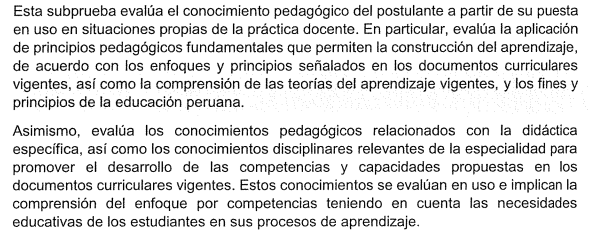 Esta subprueba evalúa el conocimiento pedagógico del postulante a partir de su puesta
en uso en situaciones propias de la práctica docente. En particular, evalúa la aplicación
de principios pedagógicos fundamentales que permiten la construcción del aprendizaje,
de acuerdo con los enfoques y principios señalados en los documentos curriculares
vigentes, así como la comprensión de las teorías del aprendizaje vigentes, y los fines y
principios de la educación peruana.
Asimismo, evalúa los conocimientos pedagógicos relacionados con la didáctica
específica, así como los conocimientos disciplinares relevantes de la especialidad para
promover el desarrollo de las competencias y capacidades propuestas en los
documentos curriculares vigentes. Estos conocimientos se evalúan en uso e implican la
comprensión del enfoque por competencias teniendo en cuenta las necesidades
educativas de los estudiantes en sus procesos de aprendizaje.